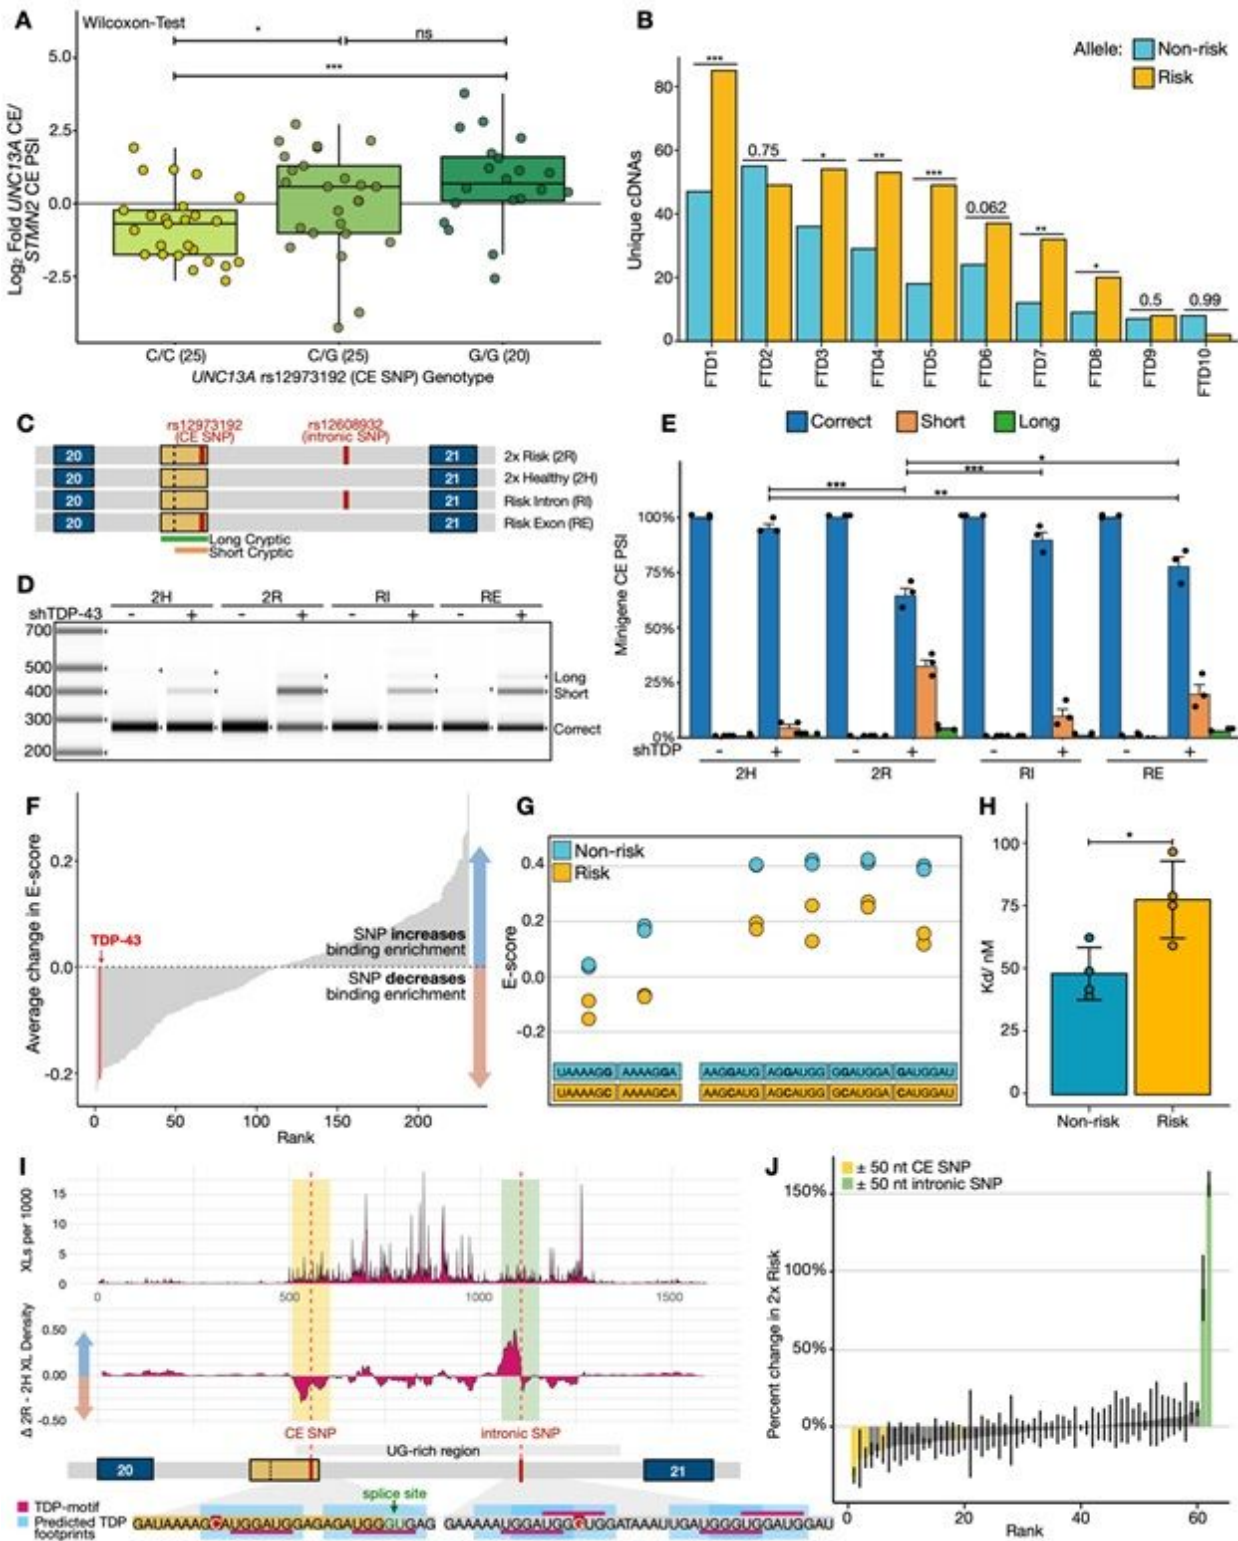 A
Wilcoxon-Test
*
ns
***
5.0
2.5
0.0
-2.5
Log₂ Fold UNC13A CE/
STMN2 CE PSI
C/C (25)
C/G (25)
G/G (20)
UNC13A rs12973192 (CE SNP) Genotype
B
Allele:
Non-risk
Risk
***
0.75
*
**
***
0.062
**
*
0.5
0.99
80
60
40
20
0
Unique cDNAs
FTD1
FTD2
FTD3
FTD4
FTD5
FTD6
FTD7
FTD8
FTD9
FTD10
C
rs12973192
(CE SNP)
rs12608932
(intronic SNP)
20
21
2x Risk (2R)
20
21
2x Healthy (2H)
20
21
Risk Intron (RI)
20
21
Risk Exon (RE)
Long Cryptic
Short Cryptic
D
2H
2R
RI
RE
shTDP-43
-
+
-
+
-
+
-
+
700
500
400
300
200
Long
Short
Correct
E
Correct
Short
Long
*
***
***
**
100%
75%
50%
25%
0%
Minigene CE PSI
shTDP
-
+
-
+
-
+
-
+
2H
2R
RI
RE
F
0.2
0.0
-0.2
Average change in E-score
TDP-43
SNP increases
binding enrichment
SNP decreases
binding enrichment
0
50
100
150
200
Rank
G
Non-risk
Risk
0.4
0.2
0.0
-0.2
E-score
UAAAAGG
AAAAGGA
AAGGAUG
AGGAUGG
GGAUGGA
GAUGGAU
UAAAAGC
AAAAGCA
AAGCAUG
AGCAUGG
GCAUGGA
CAUGGAU
H
*
100
75
50
25
0
Kd/ nM
Non-risk
Risk
I
XLs per 1000
15
10
5
0
0
500
1000
1500
Δ 2R - 2H XL Density
0.50
0.00
-0.50
CE SNP
intronic SNP
UG-rich region
20
21
splice site
TDP-motif
Predicted TDP
footprints
GAUAAAAGCAUGGAUGGAGAGAUGGGUGAG
GAAAAAUGGAUGGGUGGAUAAAUUGAUGGGUGGAUGGAU
J
± 50 nt CE SNP
± 50 nt intronic SNP
150%
100%
50%
0%
Percent change in 2x Risk
0
20
40
60
Rank